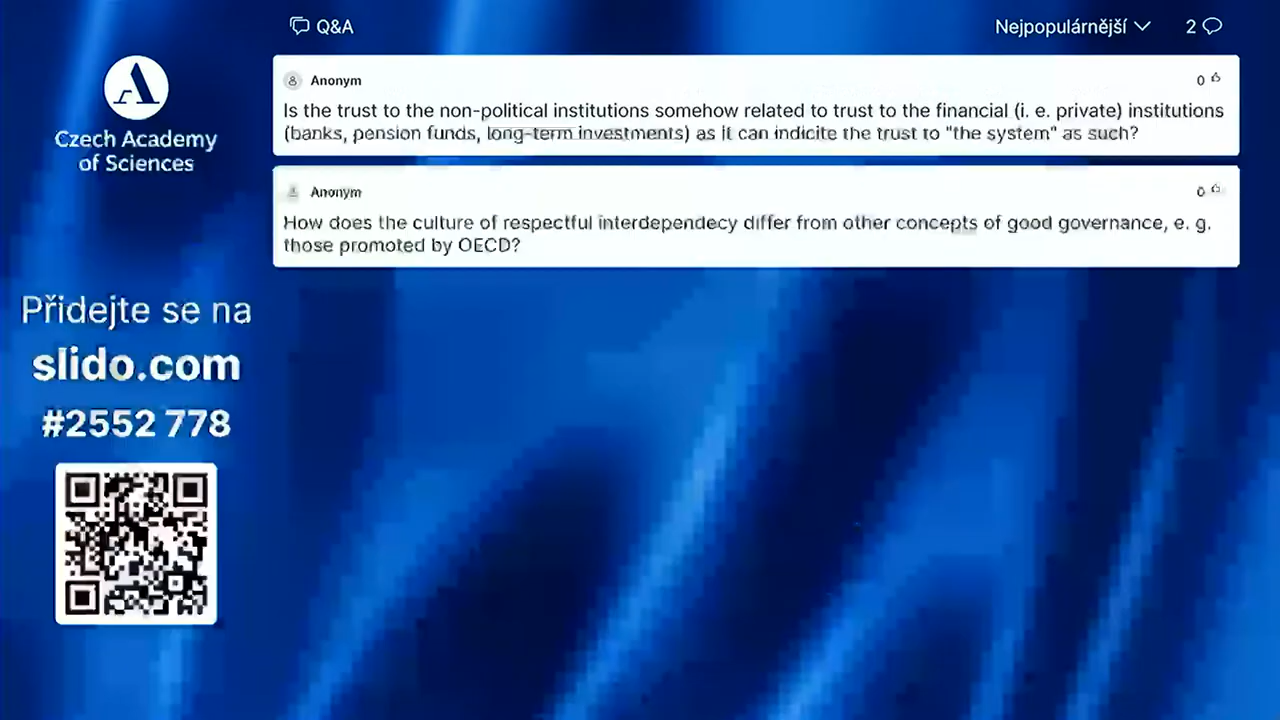 Q&A
Nejpopulárnější
2
Czech Academy
of Sciences
Anonym
0
Is the trust to the non-political institutions somehow related to trust to the financial (i. e. private) institutions
(banks, pension funds, long-term investments) as it can indicite the trust to "the system" as such?
Anonym
0
How does the culture of respectful interdependecy differ from other concepts of good governance, e. g.
those promoted by OECD?
Přidejte se na
slido.com
#2552 778